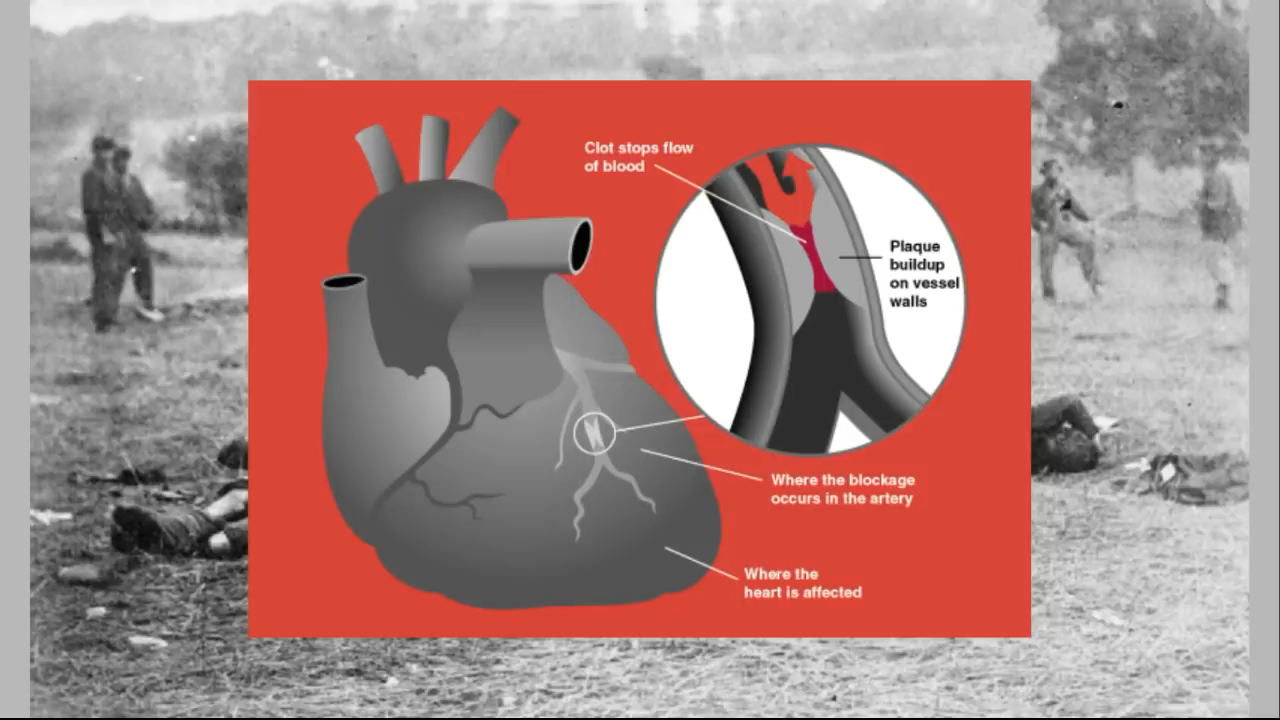 Clot stops flow
of blood
Plaque
buildup
on vessel
walls
Where the blockage
occurs in the artery
Where the
heart is affected